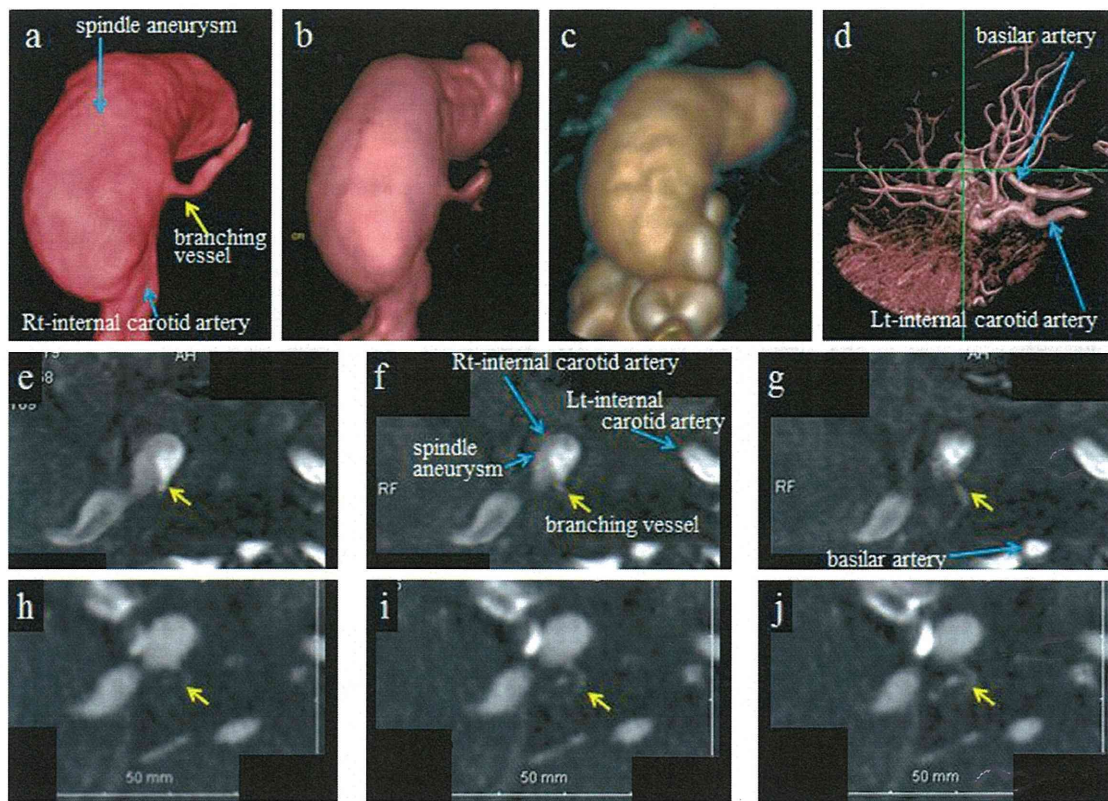 a
spindle aneurysm
branching
vessel
Rt-internal carotid artery
b
c
d
basilar artery
Lt-internal carotid artery
e
AH
f
Rt-internal carotid artery
Lt-internal
carotid artery
spindle
aneurysm
RF
branching vessel
g
AH
RF
basilar artery
h
50 mm
i
50 mm
j
50 mm